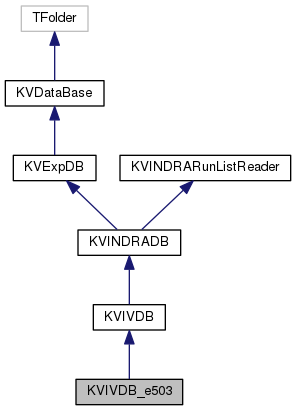 TFolder
KVDataBase
KVExpDB
KVINDRARunListReader
KVINDRADB
KVIVDB
KVIVDB_e503